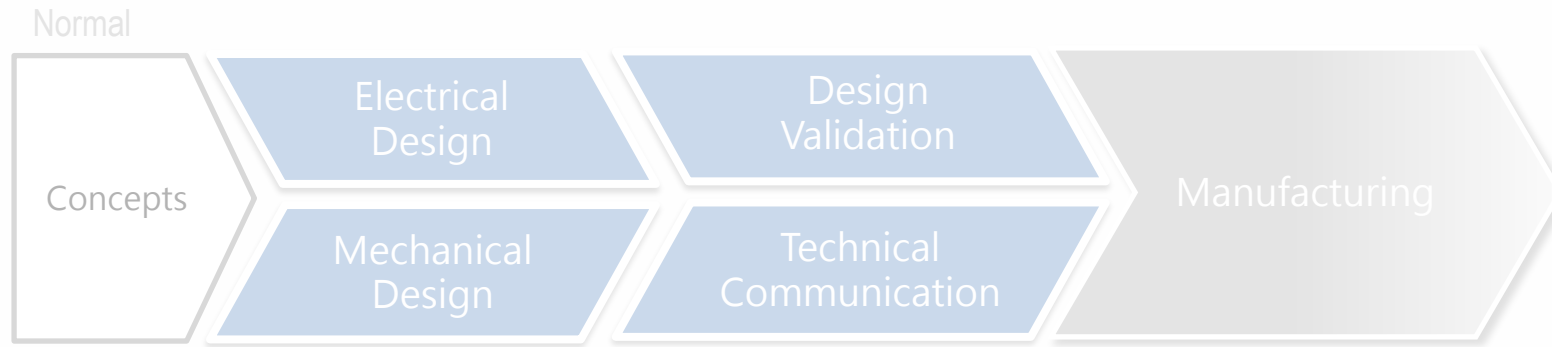 Normal
Concepts
Electrical
Design
Mechanical
Design
Design
Validation
Technical
Communication
Manufacturing